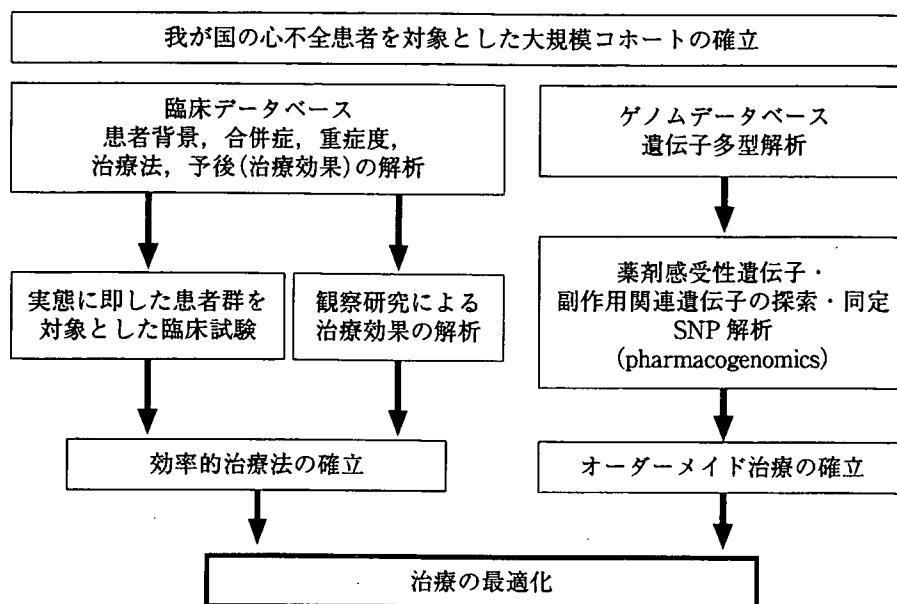 我が国の心不全患者を対象とした大規模コホートの確立
臨床データベース
患者背景，合併症，重症度，
治療法，予後(治療効果)の解析
ゲノムデータベース
遺伝子多型解析
実態に即した患者群を
対象とした臨床試験
観察研究による
治療効果の解析
薬剤感受性遺伝子・
副作用関連遺伝子の探索・同定
SNP 解析
(pharmacogenomics)
効率的治療法の確立
オーダーメイド治療の確立
治療の最適化